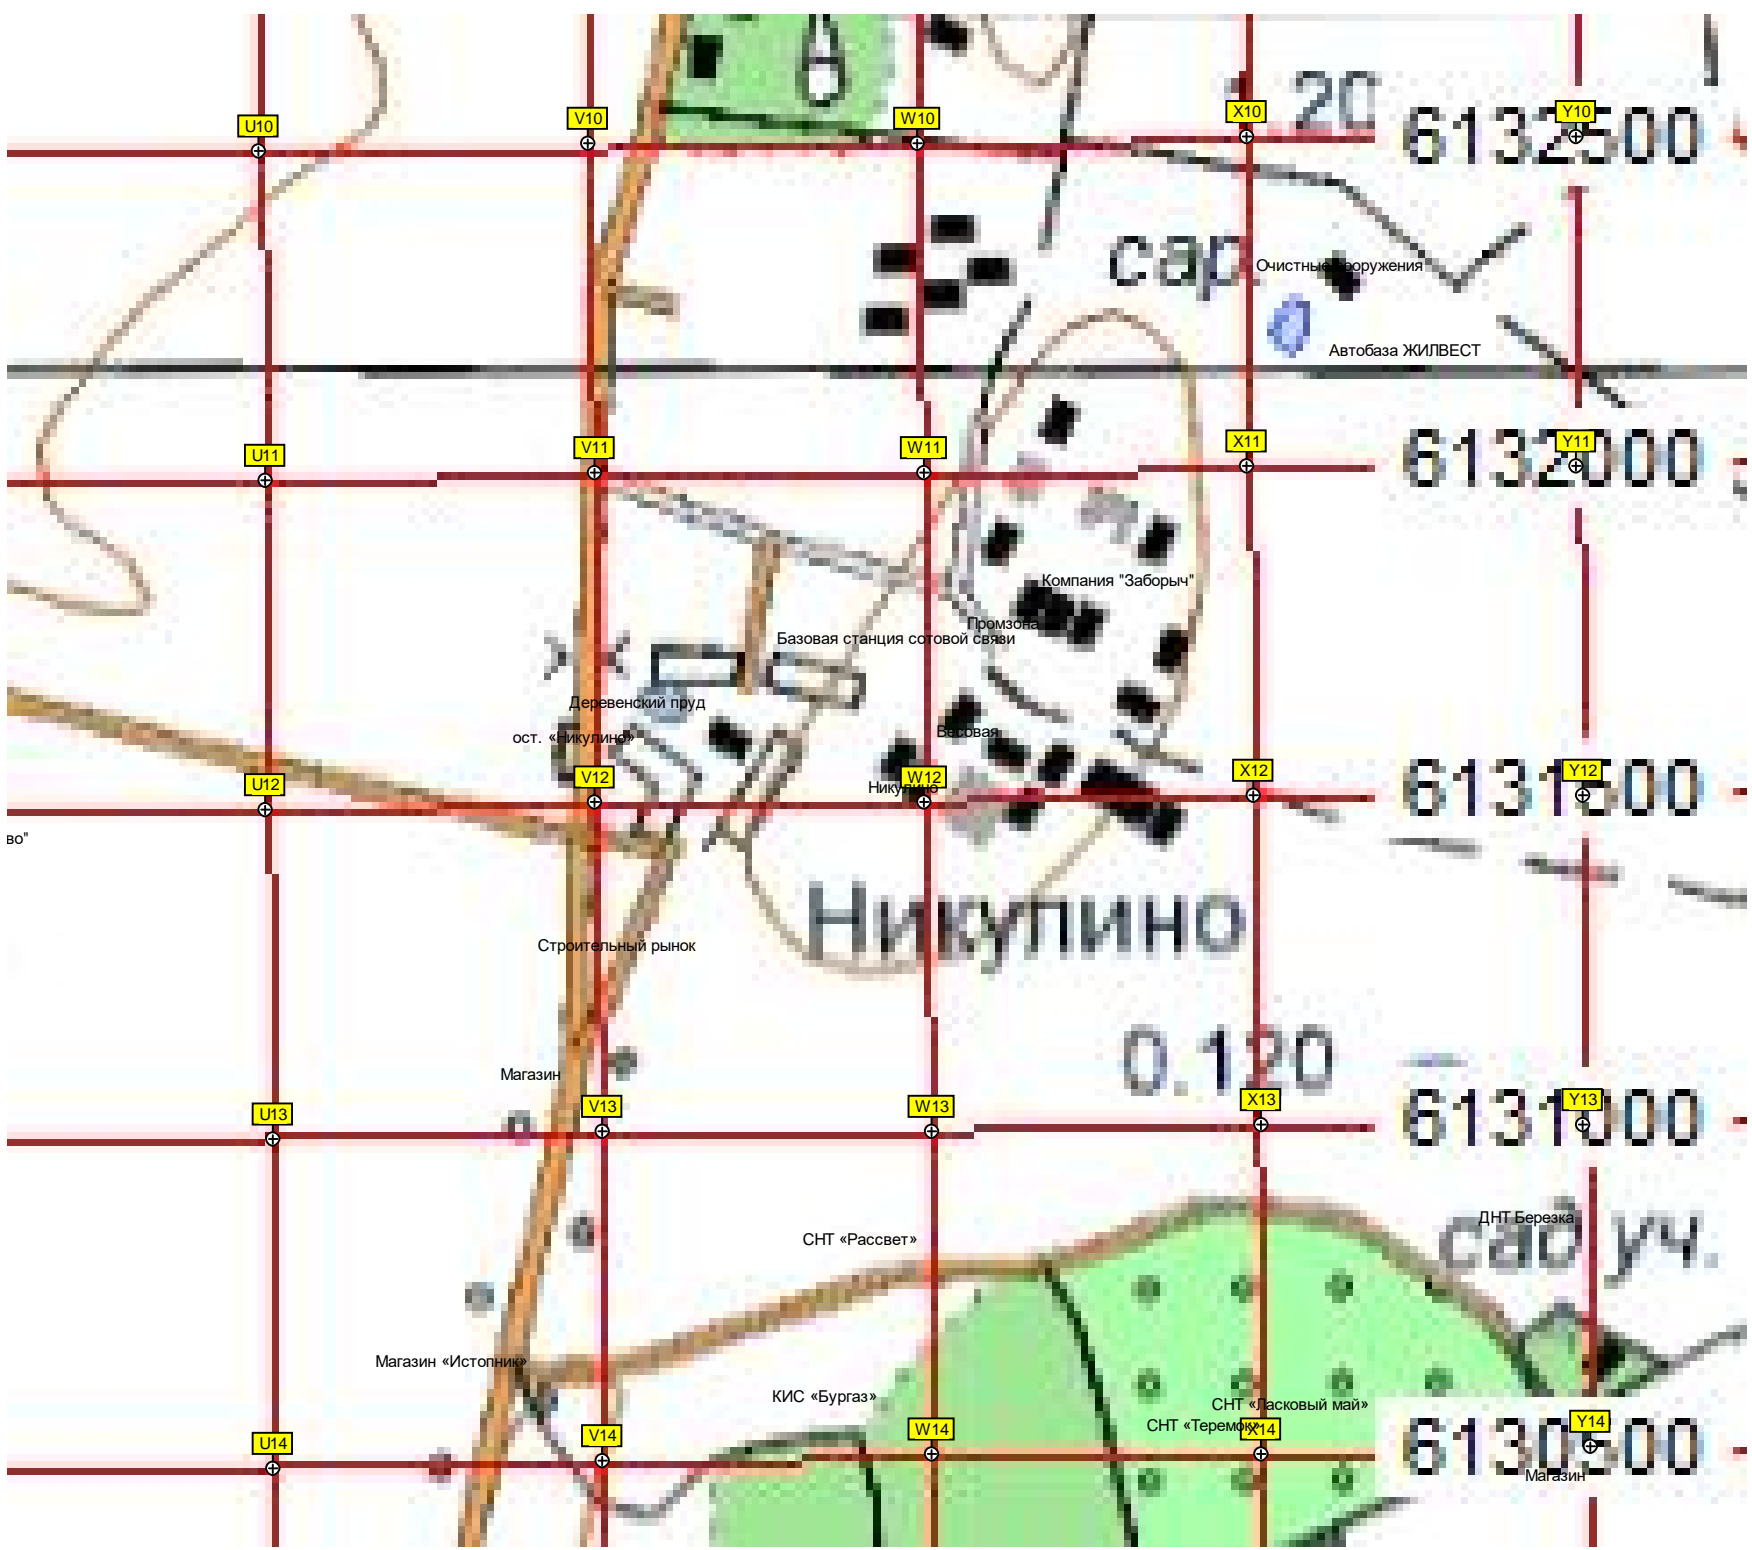 V10
W10
X10
Y10
U10
6132500
сар.
Очистные сооружения
Автобаза ЖИЛВЕСТ
V11
W11
X11
Y11
U11
6132000
Компания "Заборыч"
Промзона
Базовая станция сотовой связи
Деревенский пруд
ост. «Никулино»
Весовая
V12
W12
X12
Y12
U12
6131500
Никулино
во"
Никулино
Строительный рынок
0.120
Магазин
U13
V13
W13
X13
Y13
6131000
ДНТ Березка
сад.уч.
СНТ «Рассвет»
Магазин «Истопник»
КИС «Бургаз»
СНТ «Ласковый май»
СНТ «Теремок»
U14
V14
W14
X14
Y14
6130500
Магазин